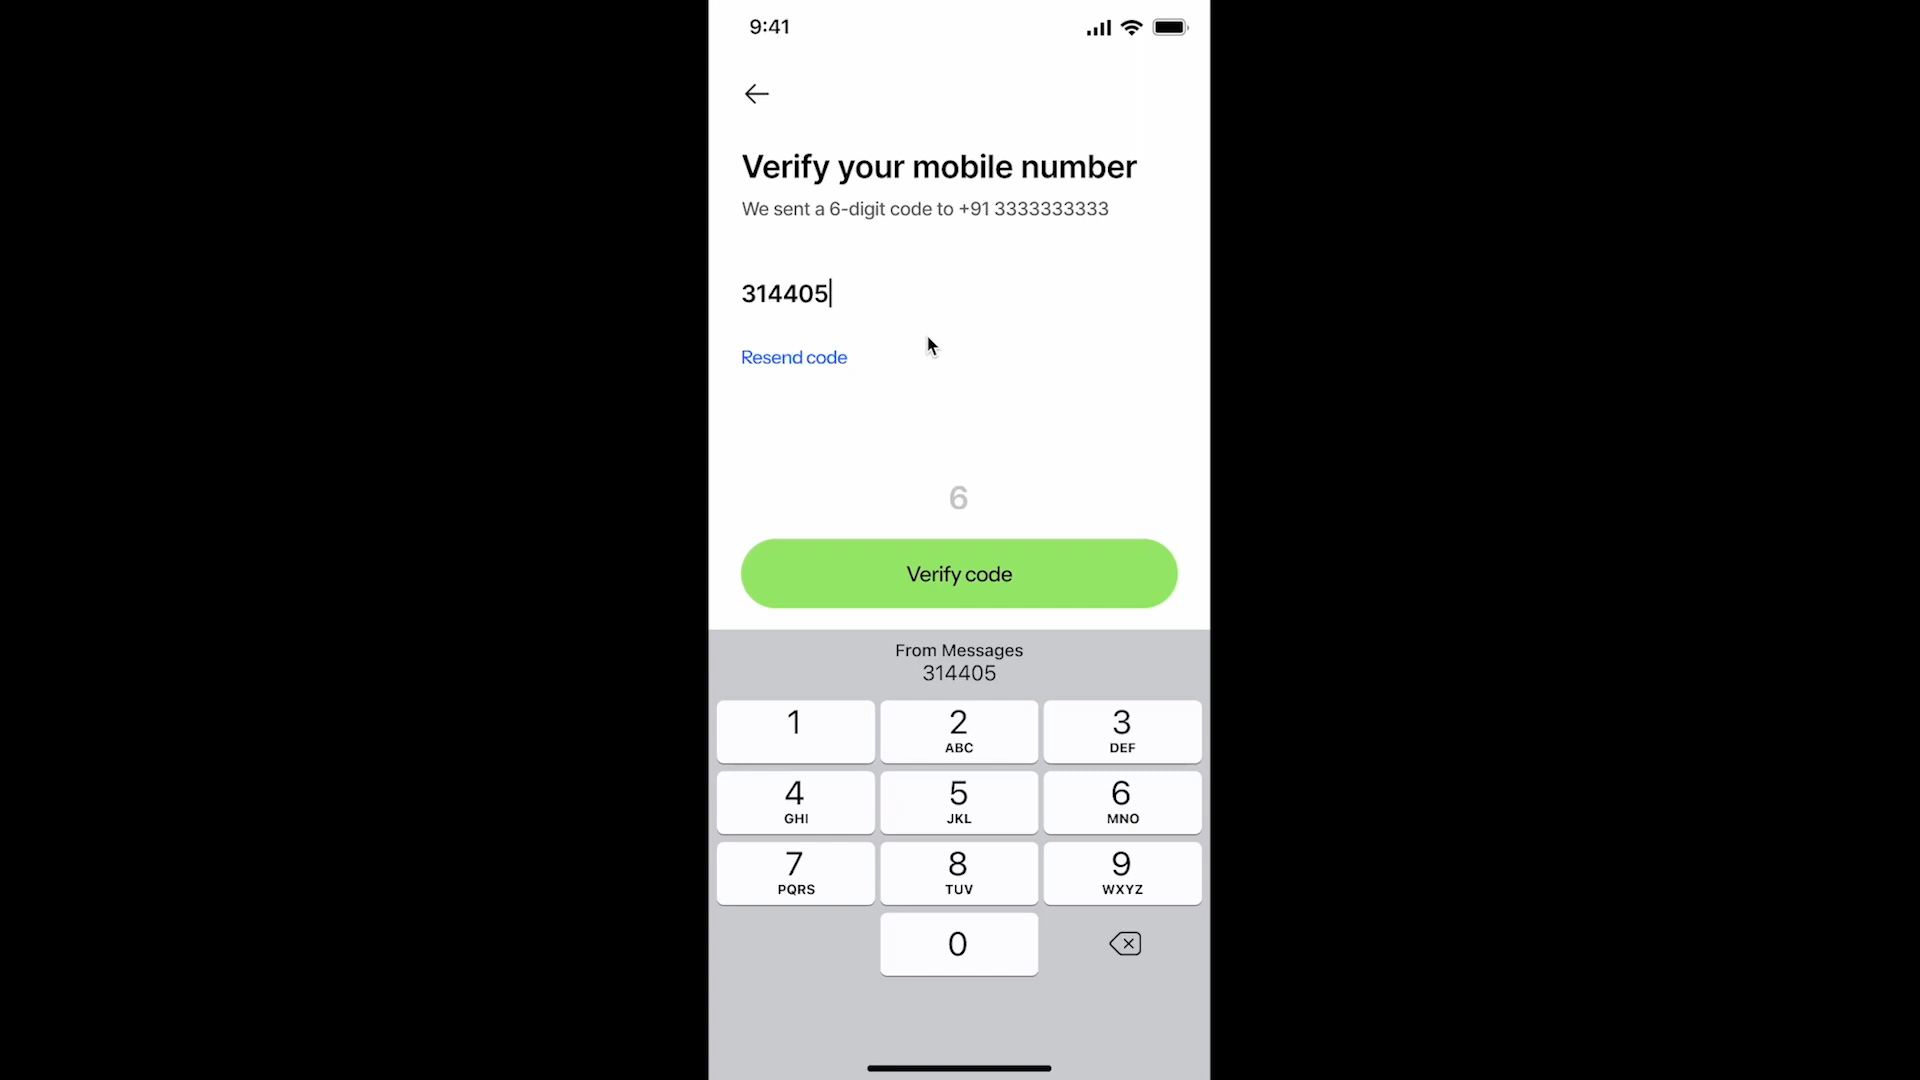 9:41
Verify your mobile number
We sent a 6-digit code to +91 3333333333
314405
Resend code
6
Verify code
From Messages
314405
1
2
ABC
3
DEF
4
GHI
5
JKL
6
MNO
7
PQRS
8
TUV
9
WXYZ
0